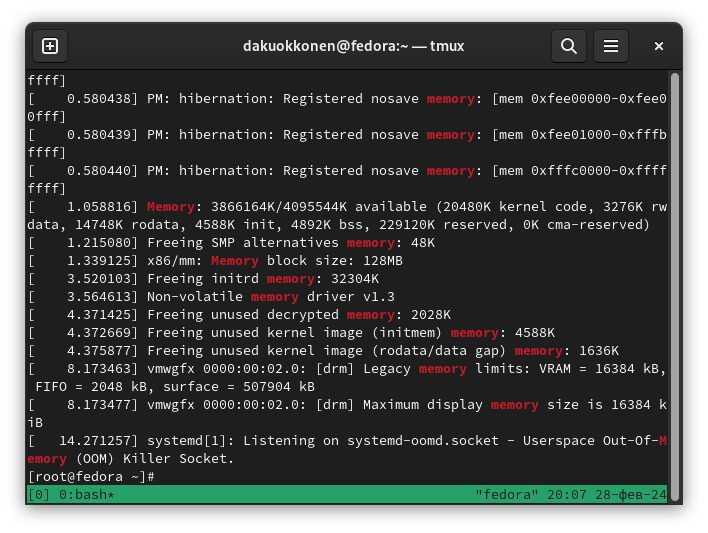 dakuokkonen@fedora:~ — tmux
ffff]
[    0.580438] PM: hibernation: Registered nosave memory: [mem 0xfee00000-0xfee0
0fff]
[    0.580439] PM: hibernation: Registered nosave memory: [mem 0xfee01000-0xfffb
ffff]
[    0.580440] PM: hibernation: Registered nosave memory: [mem 0xfffc0000-0xffff
ffff]
[    1.058816] Memory: 3866164K/4095544K available (20480K kernel code, 3276K rw
data, 14748K rodata, 4588K init, 4892K bss, 229120K reserved, 0K cma-reserved)
[    1.215080] Freeing SMP alternatives memory: 48K
[    1.339125] x86/mm: Memory block size: 128MB
[    3.520103] Freeing initrd memory: 32304K
[    3.564613] Non-volatile memory driver v1.3
[    4.371425] Freeing unused decrypted memory: 2028K
[    4.372669] Freeing unused kernel image (initmem) memory: 4588K
[    4.375877] Freeing unused kernel image (rodata/data gap) memory: 1636K
[    8.173463] vmwgfx 0000:00:02.0: [drm] Legacy memory limits: VRAM = 16384 kB,
 FIFO = 2048 kB, surface = 507904 kB
[    8.173477] vmwgfx 0000:00:02.0: [drm] Maximum display memory size is 16384 k
iB
[   14.271257] systemd[1]: Listening on systemd-oomd.socket - Userspace Out-Of-M
emory (OOM) Killer Socket.
[root@fedora ~]#
[0] 0:bash* "fedora" 20:07 28-фев-24